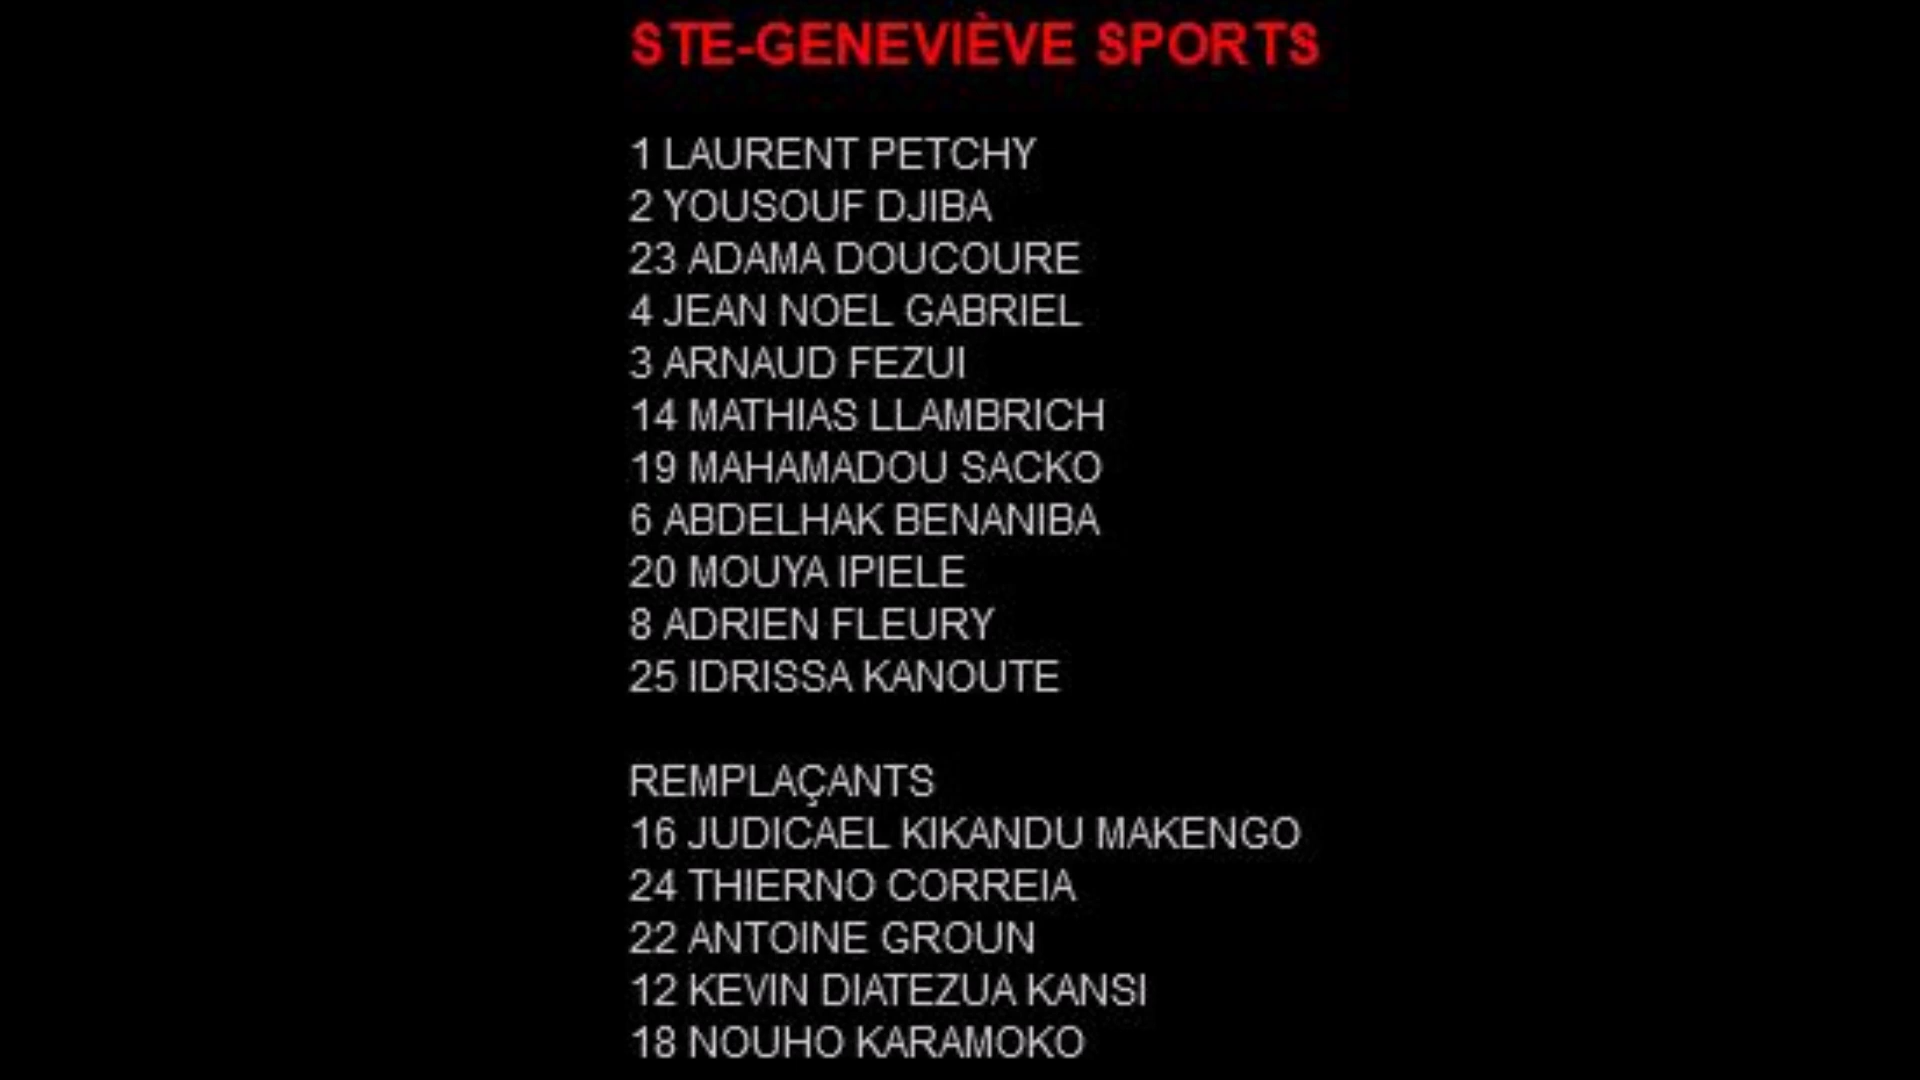 STE-GENEVIÈVE SPORTS
1 LAURENT PETCHY
2 YOUSOUF DJIBA
23 ADAMA DOUCOURE
4 JEAN NOEL GABRIEL
3 ARNAUD FEZUI
14 MATHIAS LLAMBRICH
19 MAHAMADOU SACKO
6 ABDELHAK BENANIBA
20 MOUYA IPIELE
8 ADRIEN FLEURY
25 IDRISSA KANOUTE
REMPLAÇANTS
16 JUDICAEL KIKANDU MAKENGO
24 THIERNO CORREIA
22 ANTOINE GROUN
12 KEVIN DIATEZUA KANSI
18 NOUHO KARAMOKO